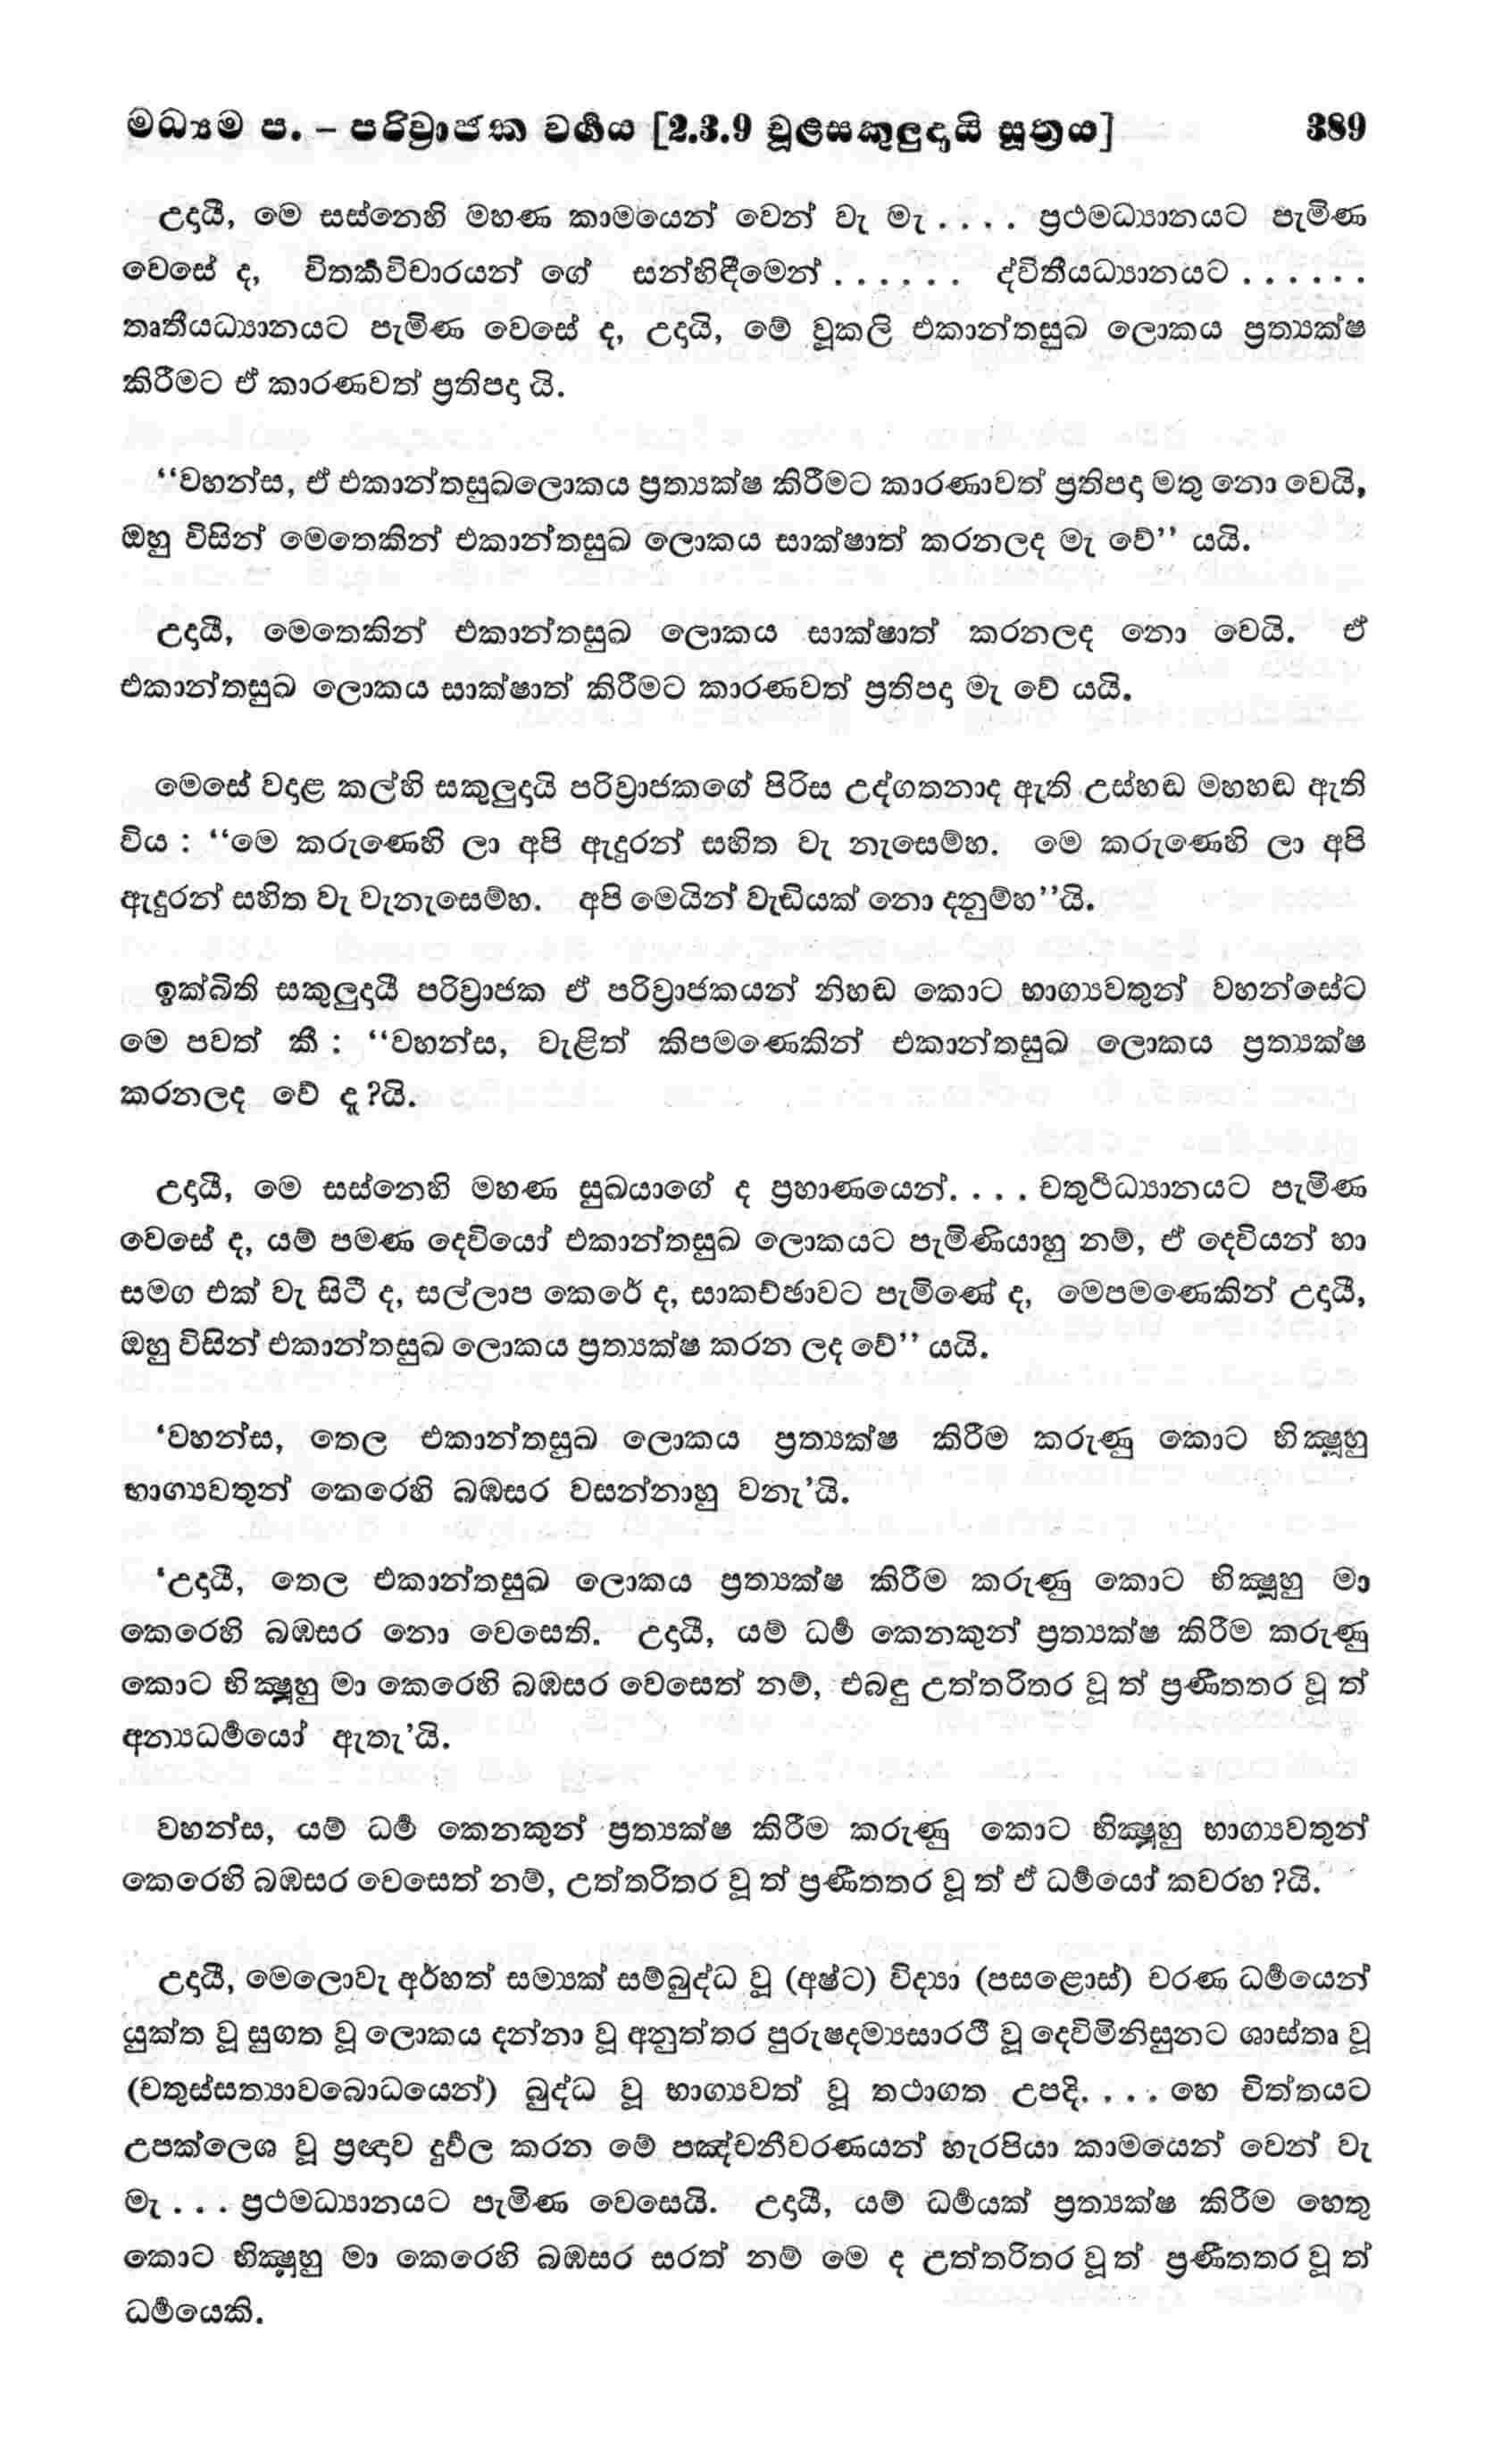 මධ්‍යම ප. – පරිව්‍රාජක වර්‍ගය [2.3.9 චූළසකුලුදායි සූත්‍රය] 389
උදායී, මෙ සස්නෙහි මහණ කාමයෙන් වෙන් වැ මැ . . . . ප්‍රථමධ්‍යානයට පැමිණ
වෙසේ ද, විතර්‍කවිචාරයන් ගේ සන්හිඳීමෙන් . . . . . . ද්විතීයධ්‍යානයට . . . . . .
තෘතීයධ්‍යානයට පැමිණ වෙසේ ද, උදායි, මේ වූකලි එකාන්තසුඛ ලොකය ප්‍රත්‍යක්ෂ
කිරීමට ඒ කාරණවත් ප්‍රතිපදා යි.
‘‘වහන්ස, ඒ එකාන්තසුඛලොකය ප්‍රත්‍යක්ෂ කිරීමට කාරණාවත් ප්‍රතිපදා මතු නො වෙයි,
ඔහු විසින් මෙතෙකින් එකාන්තසුඛ ලොකය සාක්ෂාත් කරනලද මැ වේ’’ යයි.
උදායී, මෙතෙකින් එකාන්තසුඛ ලොකය සාක්ෂාත් කරනලද නො වෙයි. ඒ
එකාන්තසුඛ ලොකය සාක්ෂාත් කිරීමට කාරණවත් ප්‍රතිපදා මැ වේ යයි.
මෙසේ වදාළ කල්හි සකුලුදායි පරිව්‍රාජකගේ පිරිස උද්ගතනාද ඇති උස්හඬ මහහඬ ඇති
විය : ‘‘මෙ කරුණෙහි ලා අපි ඇදුරන් සහිත වැ නැසෙම්හ. මෙ කරුණෙහි ලා අපි
ඇදුරන් සහිත වැ වැනැසෙම්හ. අපි මෙයින් වැඩියක් නො දනුම්හ’’යි.
ඉක්බිති සකුලුදායී පරිව්‍රාජක ඒ පරිව්‍රාජකයන් නිහඬ කොට භාග්‍යවතුන් වහන්සේට
මෙ පවත් කී : ‘‘වහන්ස, වැළිත් කිපමණෙකින් එකාන්තසුඛ ලොකය ප්‍රත්‍යක්ෂ
කරනලද වේ දැ?යි.
උදායී, මෙ සස්නෙහි මහණ සුඛයාගේ ද ප්‍රහාණයෙන්. . . . චතුර්‍ථධ්‍යානයට පැමිණ
වෙසේ ද, යම් පමණ දෙවියෝ එකාන්තසුඛ ලොකයට පැමිණියාහු නම්, ඒ දෙවියන් හා
සමග එක් වැ සිටී ද, සල්ලාප කෙරේ ද, සාකච්ඡාවට පැමිණේ ද, මෙපමණෙකින් උදායී,
ඔහු විසින් එකාන්තසුඛ ලොකය ප්‍රත්‍යක්ෂ කරන ලද වේ’’ යයි.
‘වහන්ස, තෙල එකාන්තසුඛ ලොකය ප්‍රත්‍යක්ෂ කිරීම කරුණු කොට භික්‍ෂූහු
භාග්‍යවතුන් කෙරෙහි බඹසර වසන්නාහු වනැ’යි.
‘උදායී, තෙල එකාන්තසුඛ ලොකය ප්‍රත්‍යක්ෂ කිරීම කරුණු කොට භික්‍ෂූහු මා
කෙරෙහි බඹසර නො වෙසෙති. උදායී, යම් ධර්‍ම කෙනකුන් ප්‍රත්‍යක්ෂ කිරීම කරුණු
කොට භික්‍ෂූහු මා කෙරෙහි බඹසර වෙසෙත් නම්, එබඳු උත්තරිතර වූ ත් ප්‍රණීතතර වූ ත්
අන්‍යධර්‍මයෝ ඇතැ’යි.
වහන්ස, යම් ධර්‍ම කෙනකුන් ප්‍රත්‍යක්ෂ කිරීම කරුණු කොට භික්‍ෂූහු භාග්‍යවතුන්
කෙරෙහි බඹසර වෙසෙත් නම්, උත්තරිතර වූ ත් ප්‍රණීතතර වූ ත් ඒ ධර්‍මයෝ කවරහ ?යි.
උදායී, මෙලොවැ අර්හත් සම්‍යක් සම්බුද්ධ වූ (අෂ්ට) විද්‍යා (පසළොස්) චරණ ධර්‍මයෙන්
යුක්ත වූ සුගත වූ ලොකය දන්නා වූ අනුත්තර පුරුෂදම්‍යසාරථී වූ දෙවිමිනිසුනට ශාස්තෘ වූ
(චතුස්සත්‍යාවබොධයෙන්) බුද්ධ වූ භාග්‍යවත් වූ තථාගත උපදි. . . . හෙ චිත්තයට
උපක්ලෙශ වූ ප්‍රඥාව දුර්‍වල කරන මේ පඤ්චනීවරණයන් හැරපියා කාමයෙන් වෙන් වැ
මැ . . . ප්‍රථමධ්‍යානයට පැමිණ වෙසෙයි. උදායී, යම් ධර්‍මයක් ප්‍රත්‍යක්ෂ කිරීම හෙතු
කොට භික්‍ෂූහු මා කෙරෙහි බඹසර සරත් නම් මෙ ද උත්තරිතර වූ ත් ප්‍රණීතතර වූ ත්
ධර්‍මයෙකි.